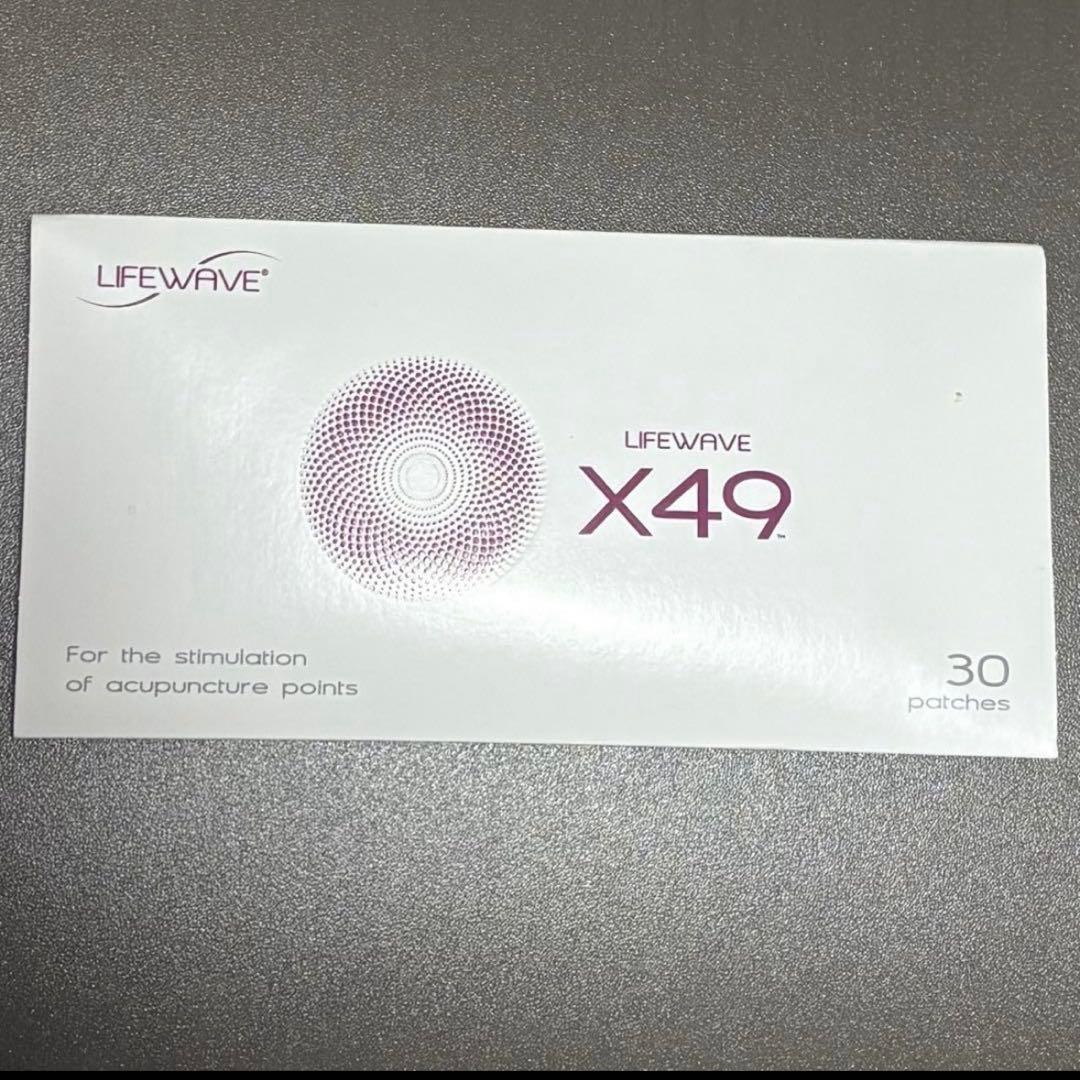 LIFEWAVE®
LIFEWAVE
X49™
For the stimulation
of acupuncture points
30
patches